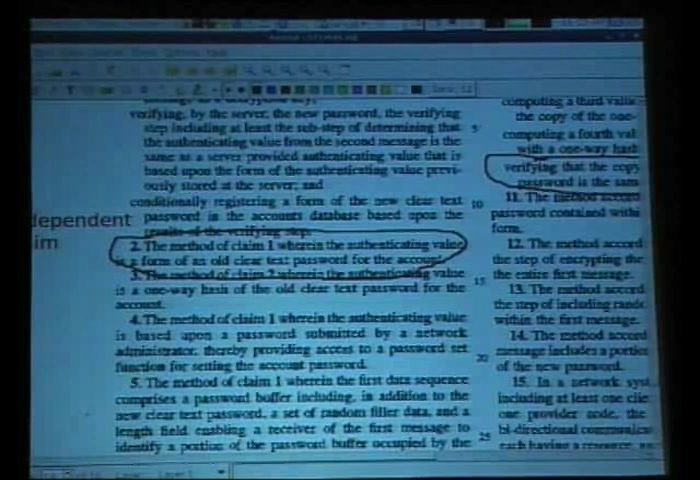 verifying, by the server, the new password, the verifying
step including at least the sub-step of determining that
the authenticating value from the second message is the
same as a server provided authenticating value that is
based upon the form of the authenticating value previ-
ously stored at the server; and
conditionally registering a form of the new clear text
password in the accounts database based upon the
results of the verifying step.
2. The method of claim 1 wherein the authenticating value
is a form of an old clear text password for the account.
3. The method of claim 2 wherein the authenticating value
is a one-way hash of the old clear text password for the
account.
4. The method of claim 1 wherein the authenticating value
is based upon a password submitted by a network
administrator, thereby providing access to a password set
function for setting the account password.
5. The method of claim 1 wherein the first data sequence
comprises a password buffer including, in addition to the
new clear text password, a set of random filler data, and a
length field enabling a receiver of the first message to
identify a portion of the password buffer occupied by the
dependent
im
5
10
15
20
25
computing a third value
the copy of the one-
computing a fourth val
with a one-way hash
verifying that the copy
password is the sam
11. The method accord
password contained withi
form.
12. The method accord
the step of encrypting the
the entire first message.
13. The method accord
the step of including rand
within the first message.
14. The method accord
message includes a portio
of the new password.
15. In a network syst
including at least one clie
one provider node, the
bi-directional communica
each having a resource